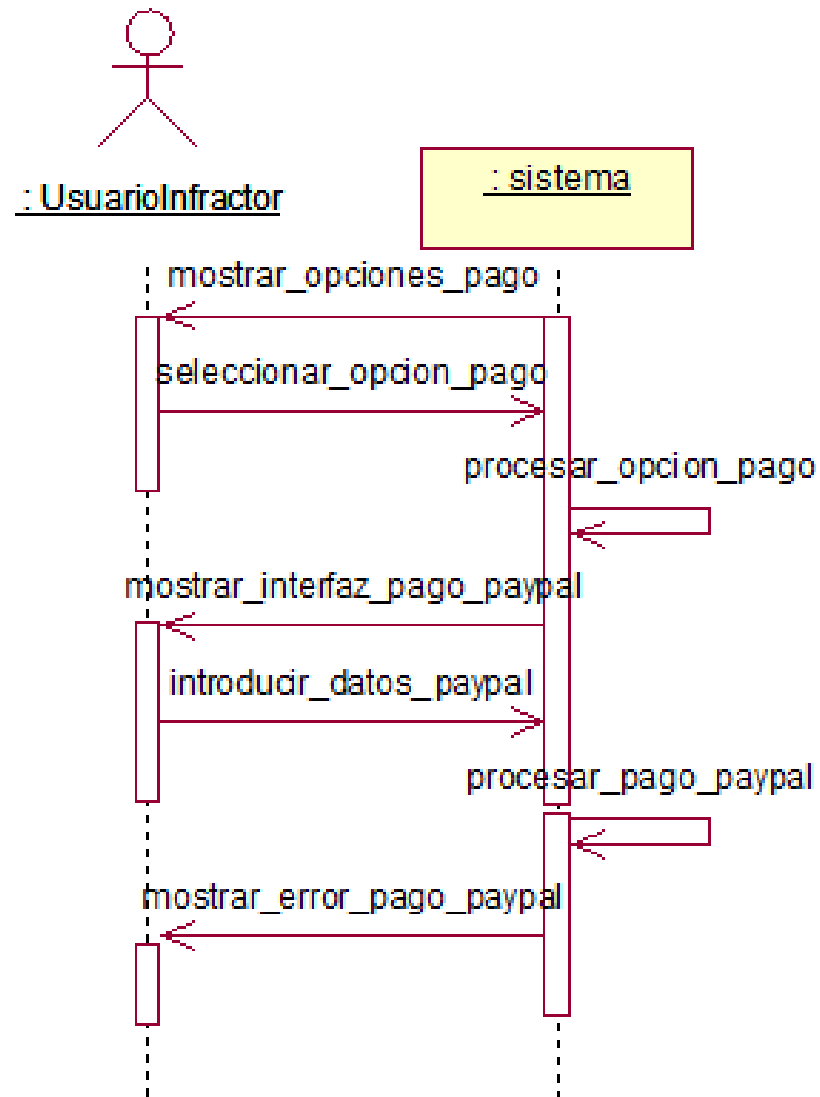 : UsuarioInfractor
: sistema
mostrar_opciones_pago
seleccionar_opcion_pago
procesar_opcion_pago
mostrar_interfaz_pago_paypal
introducir_datos_paypal
procesar_pago_paypal
mostrar_error_pago_paypal